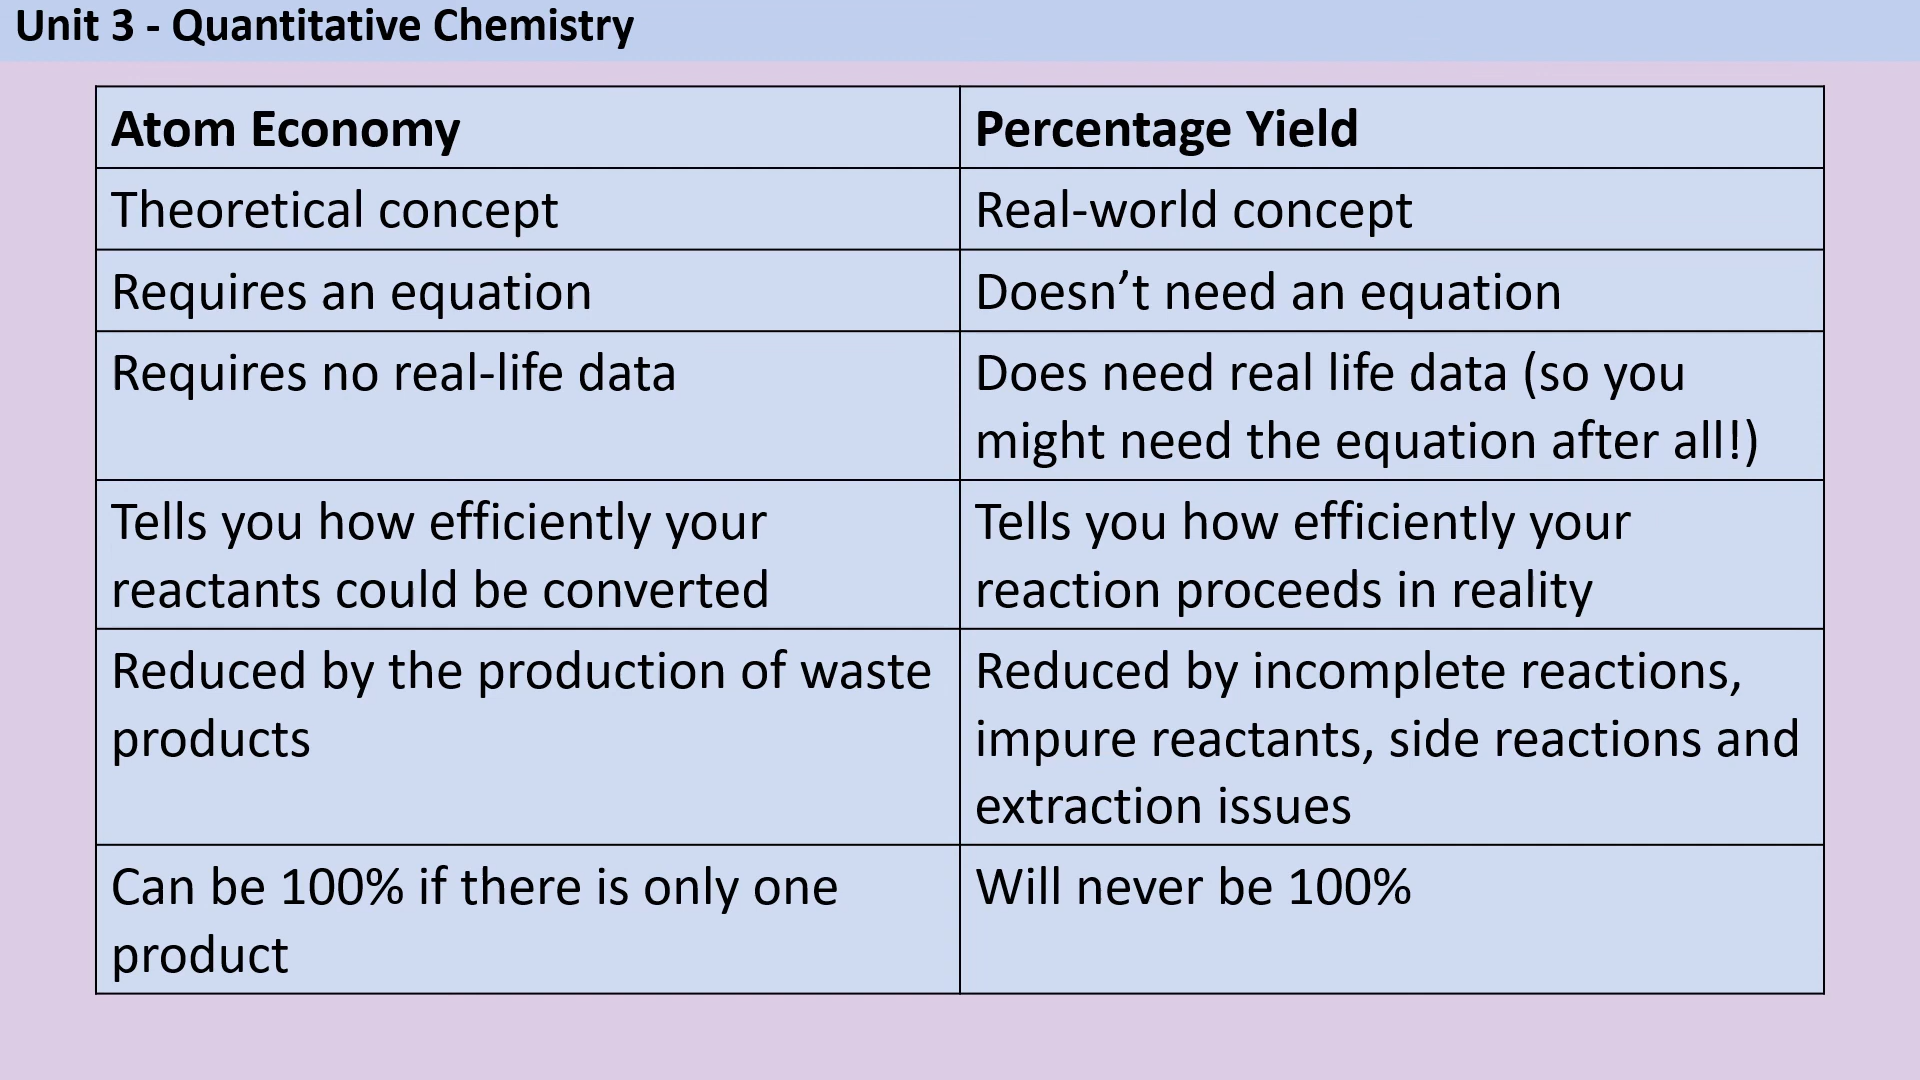 Unit 3 - Quantitative Chemistry
Atom Economy
Percentage Yield
Theoretical concept
Real-world concept
Requires an equation
Doesn’t need an equation
Requires no real-life data
Does need real life data (so you
might need the equation after all!)
Tells you how efficiently your
reactants could be converted
Tells you how efficiently your
reaction proceeds in reality
Reduced by the production of waste
products
Reduced by incomplete reactions,
impure reactants, side reactions and
extraction issues
Can be 100% if there is only one
product
Will never be 100%